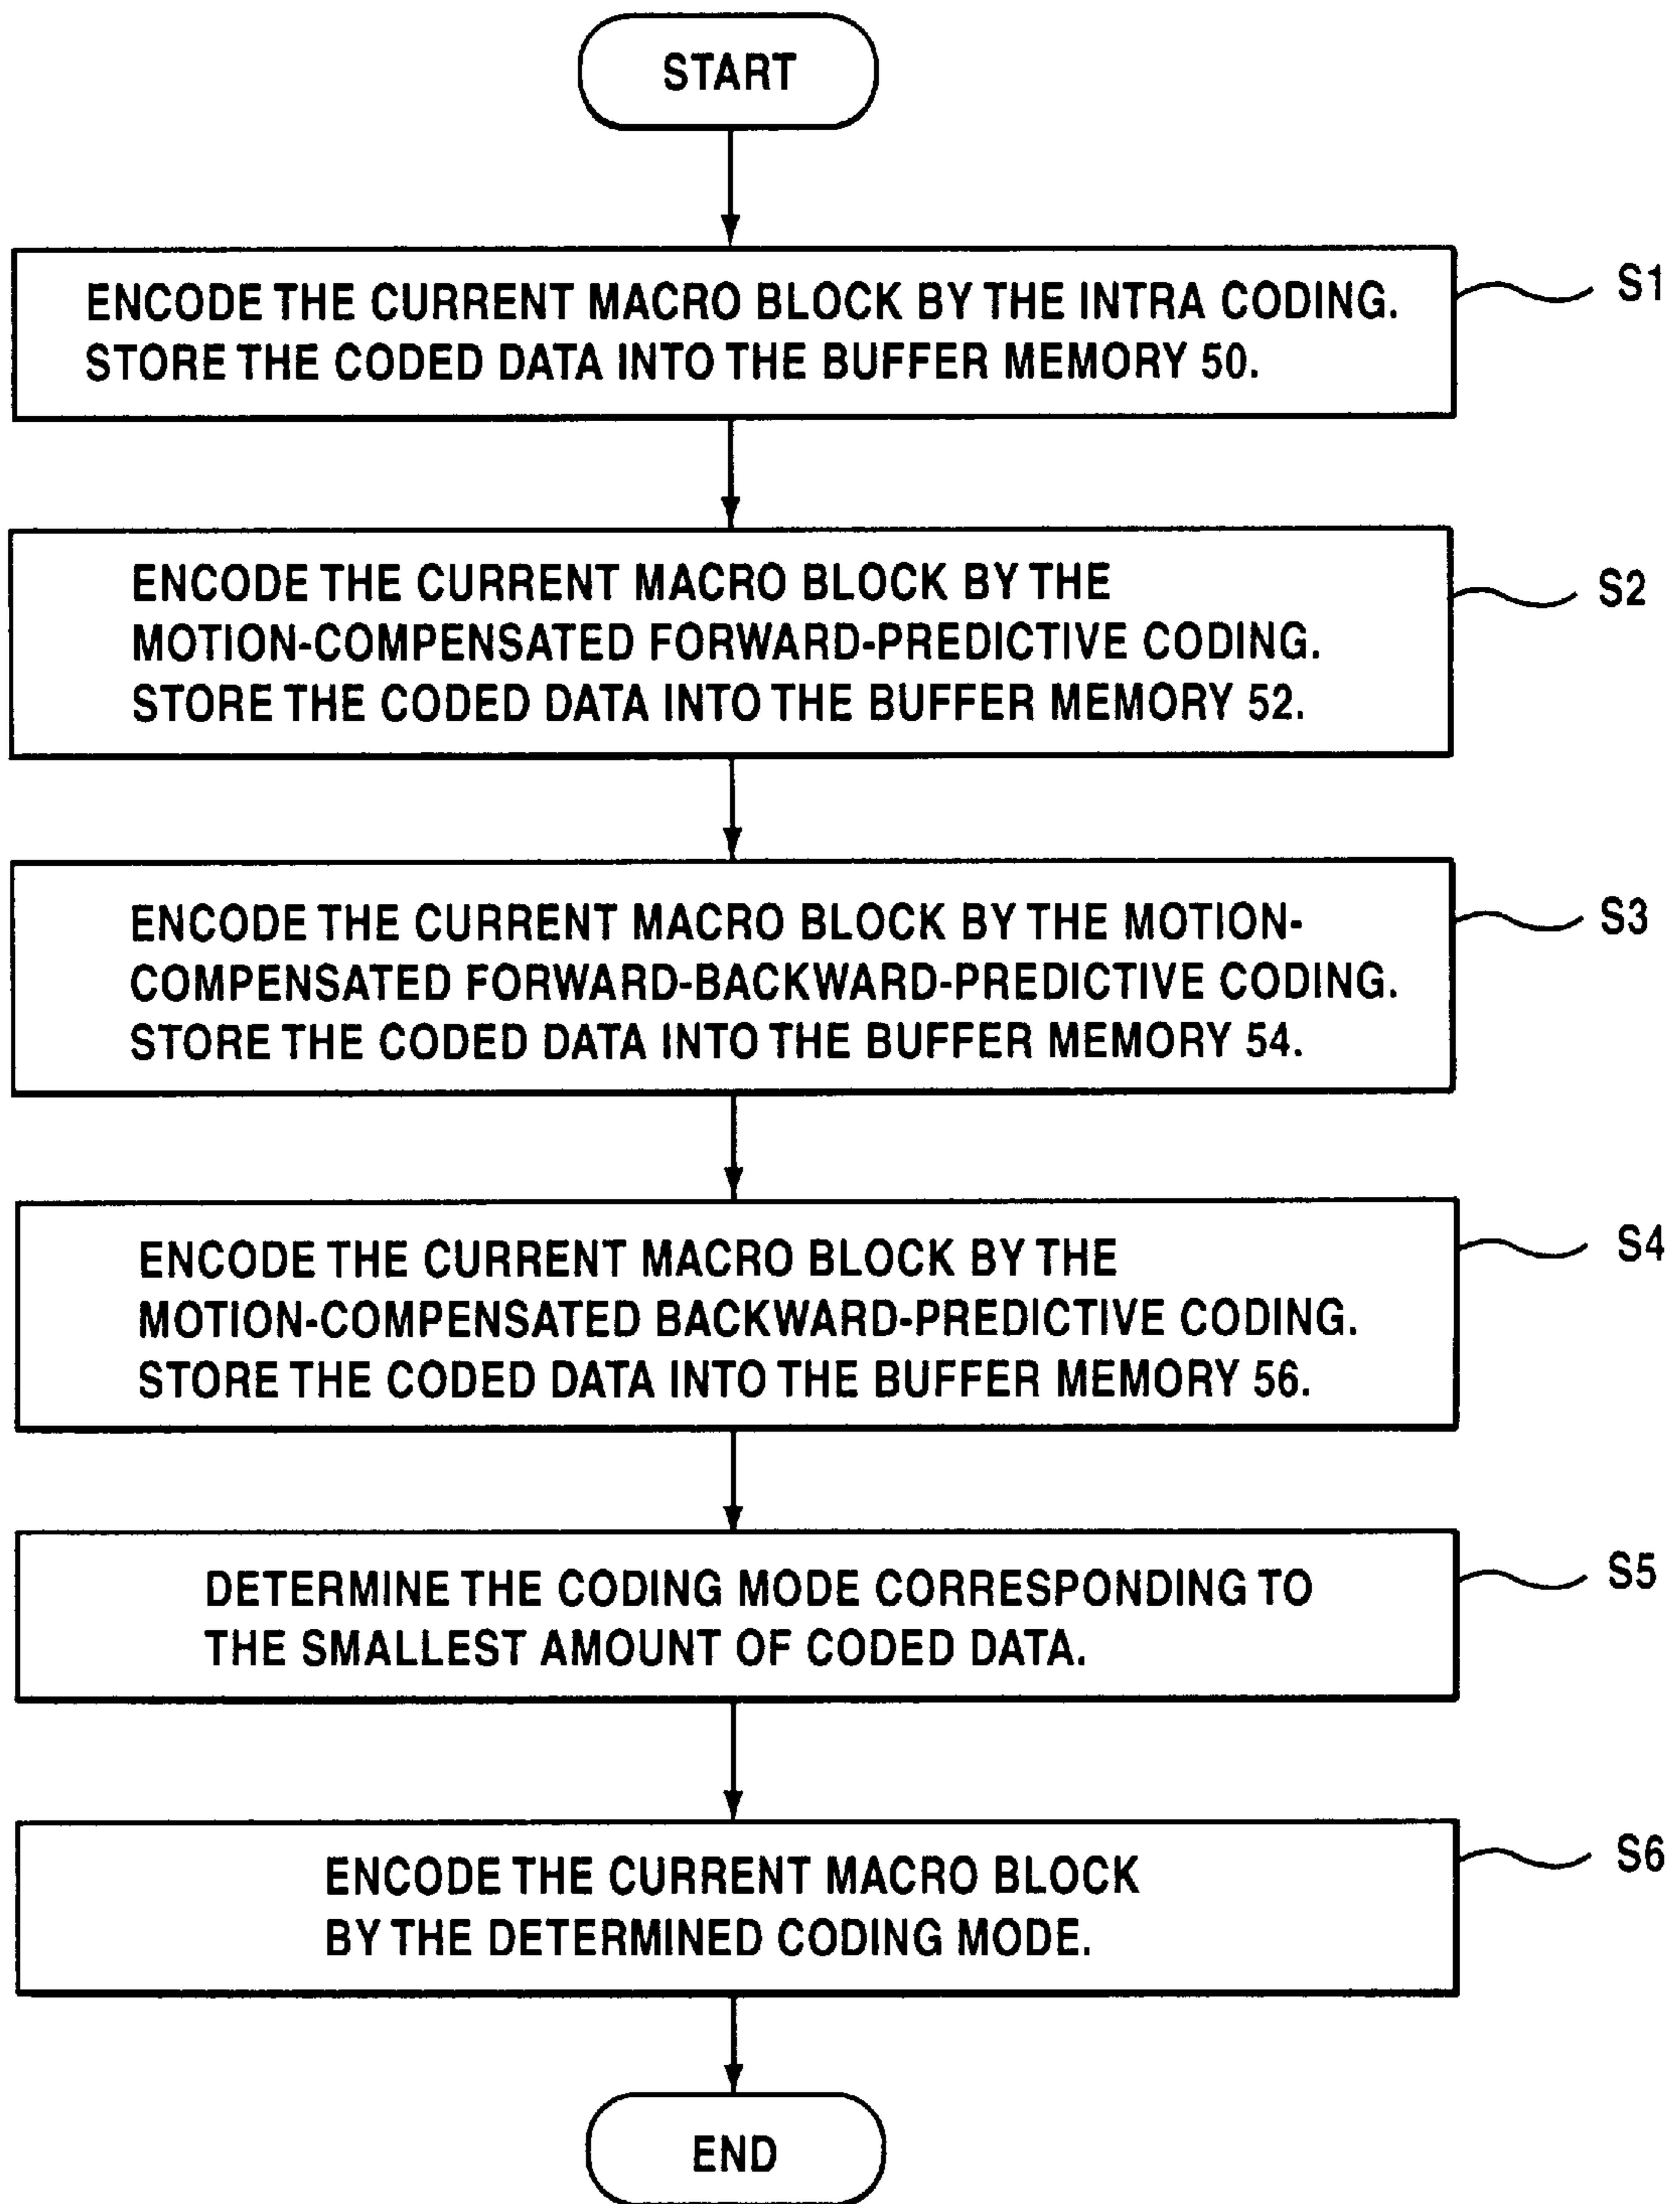 START
ENCODE THE CURRENT MACRO BLOCK BY THE INTRA CODING.
STORE THE CODED DATA INTO THE BUFFER MEMORY 50.
S1
ENCODE THE CURRENT MACRO BLOCK BY THE
MOTION-COMPENSATED FORWARD-PREDICTIVE CODING.
STORE THE CODED DATA INTO THE BUFFER MEMORY 52.
S2
ENCODE THE CURRENT MACRO BLOCK BY THE MOTION-
COMPENSATED FORWARD-BACKWARD-PREDICTIVE CODING.
STORE THE CODED DATA INTO THE BUFFER MEMORY 54.
S3
ENCODE THE CURRENT MACRO BLOCK BY THE
MOTION-COMPENSATED BACKWARD-PREDICTIVE CODING.
STORE THE CODED DATA INTO THE BUFFER MEMORY 56.
S4
DETERMINE THE CODING MODE CORRESPONDING TO
THE SMALLEST AMOUNT OF CODED DATA.
S5
ENCODE THE CURRENT MACRO BLOCK
BY THE DETERMINED CODING MODE.
S6
END